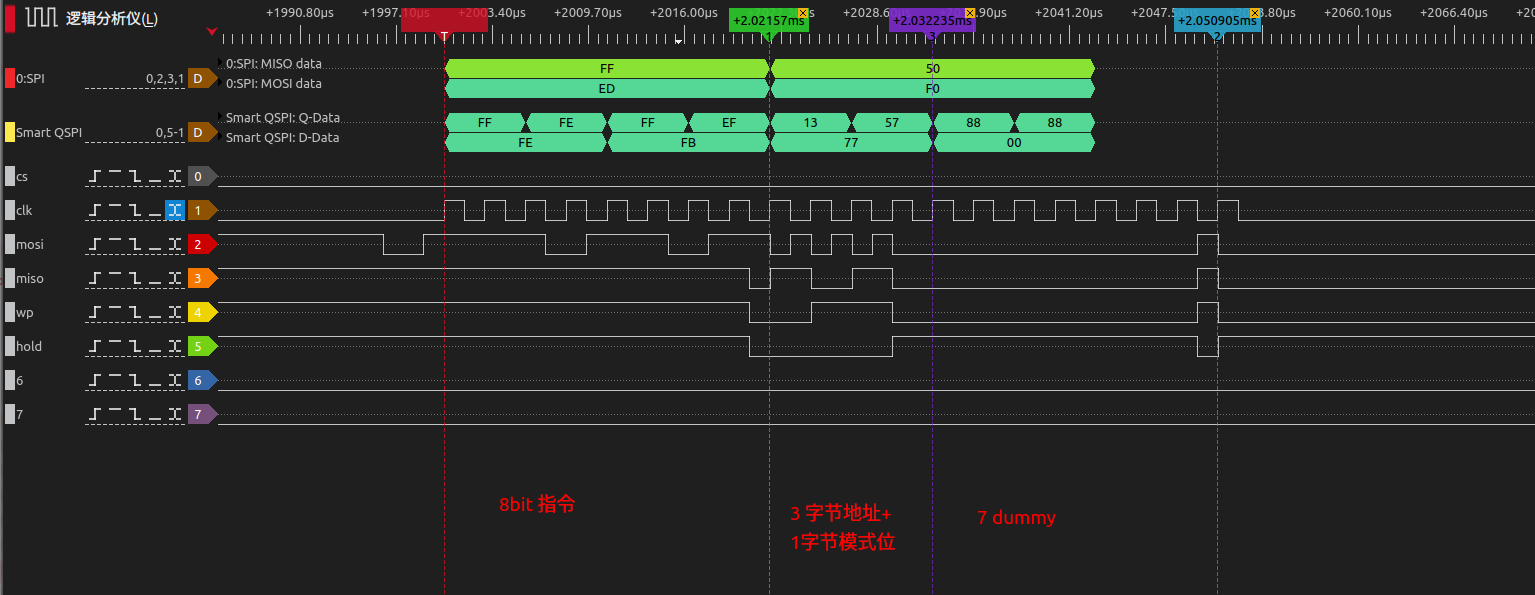 逻辑分析仪(L)
+1990.80µs +1997.10µs +2003.40µs +2009.70µs +2016.00µs +2028.60µs +2041.20µs +2047.50µs +2060.10µs +2066.40µs
+2.02157ms +2.032235ms +2.050905ms
T 1 3 2
0:SPI 0,2,3,1 D
0:SPI: MISO data FF 50
0:SPI: MOSI data ED F0
Smart QSPI 0,5-1 D
Smart QSPI: Q-Data FF FE FF EF 13 57 88 88
Smart QSPI: D-Data FE FB 77 00
cs 0
clk 1
mosi 2
miso 3
wp 4
hold 5
6 6
7 7
8bit 指令
3 字节地址+
1字节模式位
7 dummy